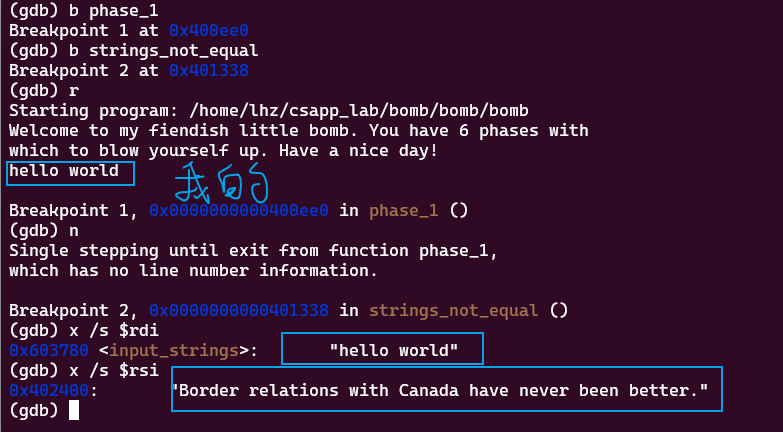 (gdb) b phase_1
Breakpoint 1 at 0x400ee0
(gdb) b strings_not_equal
Breakpoint 2 at 0x401338
(gdb) r
Starting program: /home/lhz/csapp_lab/bomb/bomb/bomb
Welcome to my fiendish little bomb. You have 6 phases with
which to blow yourself up. Have a nice day!
hello world 我的
Breakpoint 1, 0x0000000000400ee0 in phase_1 ()
(gdb) n
Single stepping until exit from function phase_1,
which has no line number information.
Breakpoint 2, 0x0000000000401338 in strings_not_equal ()
(gdb) x /s $rdi
0x603780 <input_strings>: "hello world"
(gdb) x /s $rsi
0x402400: "Border relations with Canada have never been better."
(gdb)